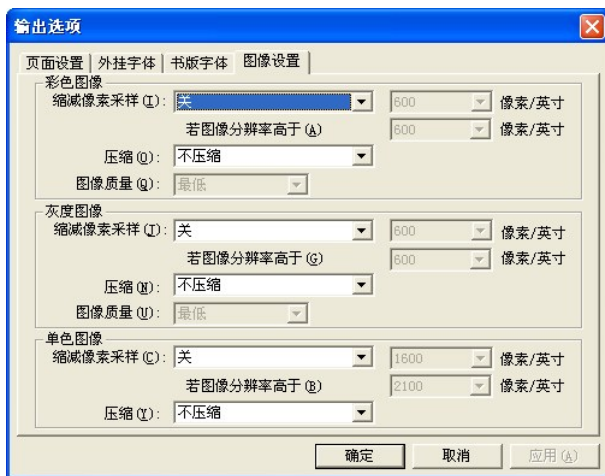 输出选项
页面设置 外挂字体 书版字体 图像设置
彩色图像
缩减像素采样(I): 关 600 像素/英寸
若图像分辨率高于(A) 600 像素/英寸
压缩(O): 不压缩
图像质量(Q): 最低
灰度图像
缩减像素采样(J): 关 600 像素/英寸
若图像分辨率高于(G) 600 像素/英寸
压缩(N): 不压缩
图像质量(U): 最低
单色图像
缩减像素采样(C): 关 1600 像素/英寸
若图像分辨率高于(B) 2100 像素/英寸
压缩(Y): 不压缩
确定 取消 应用(A)